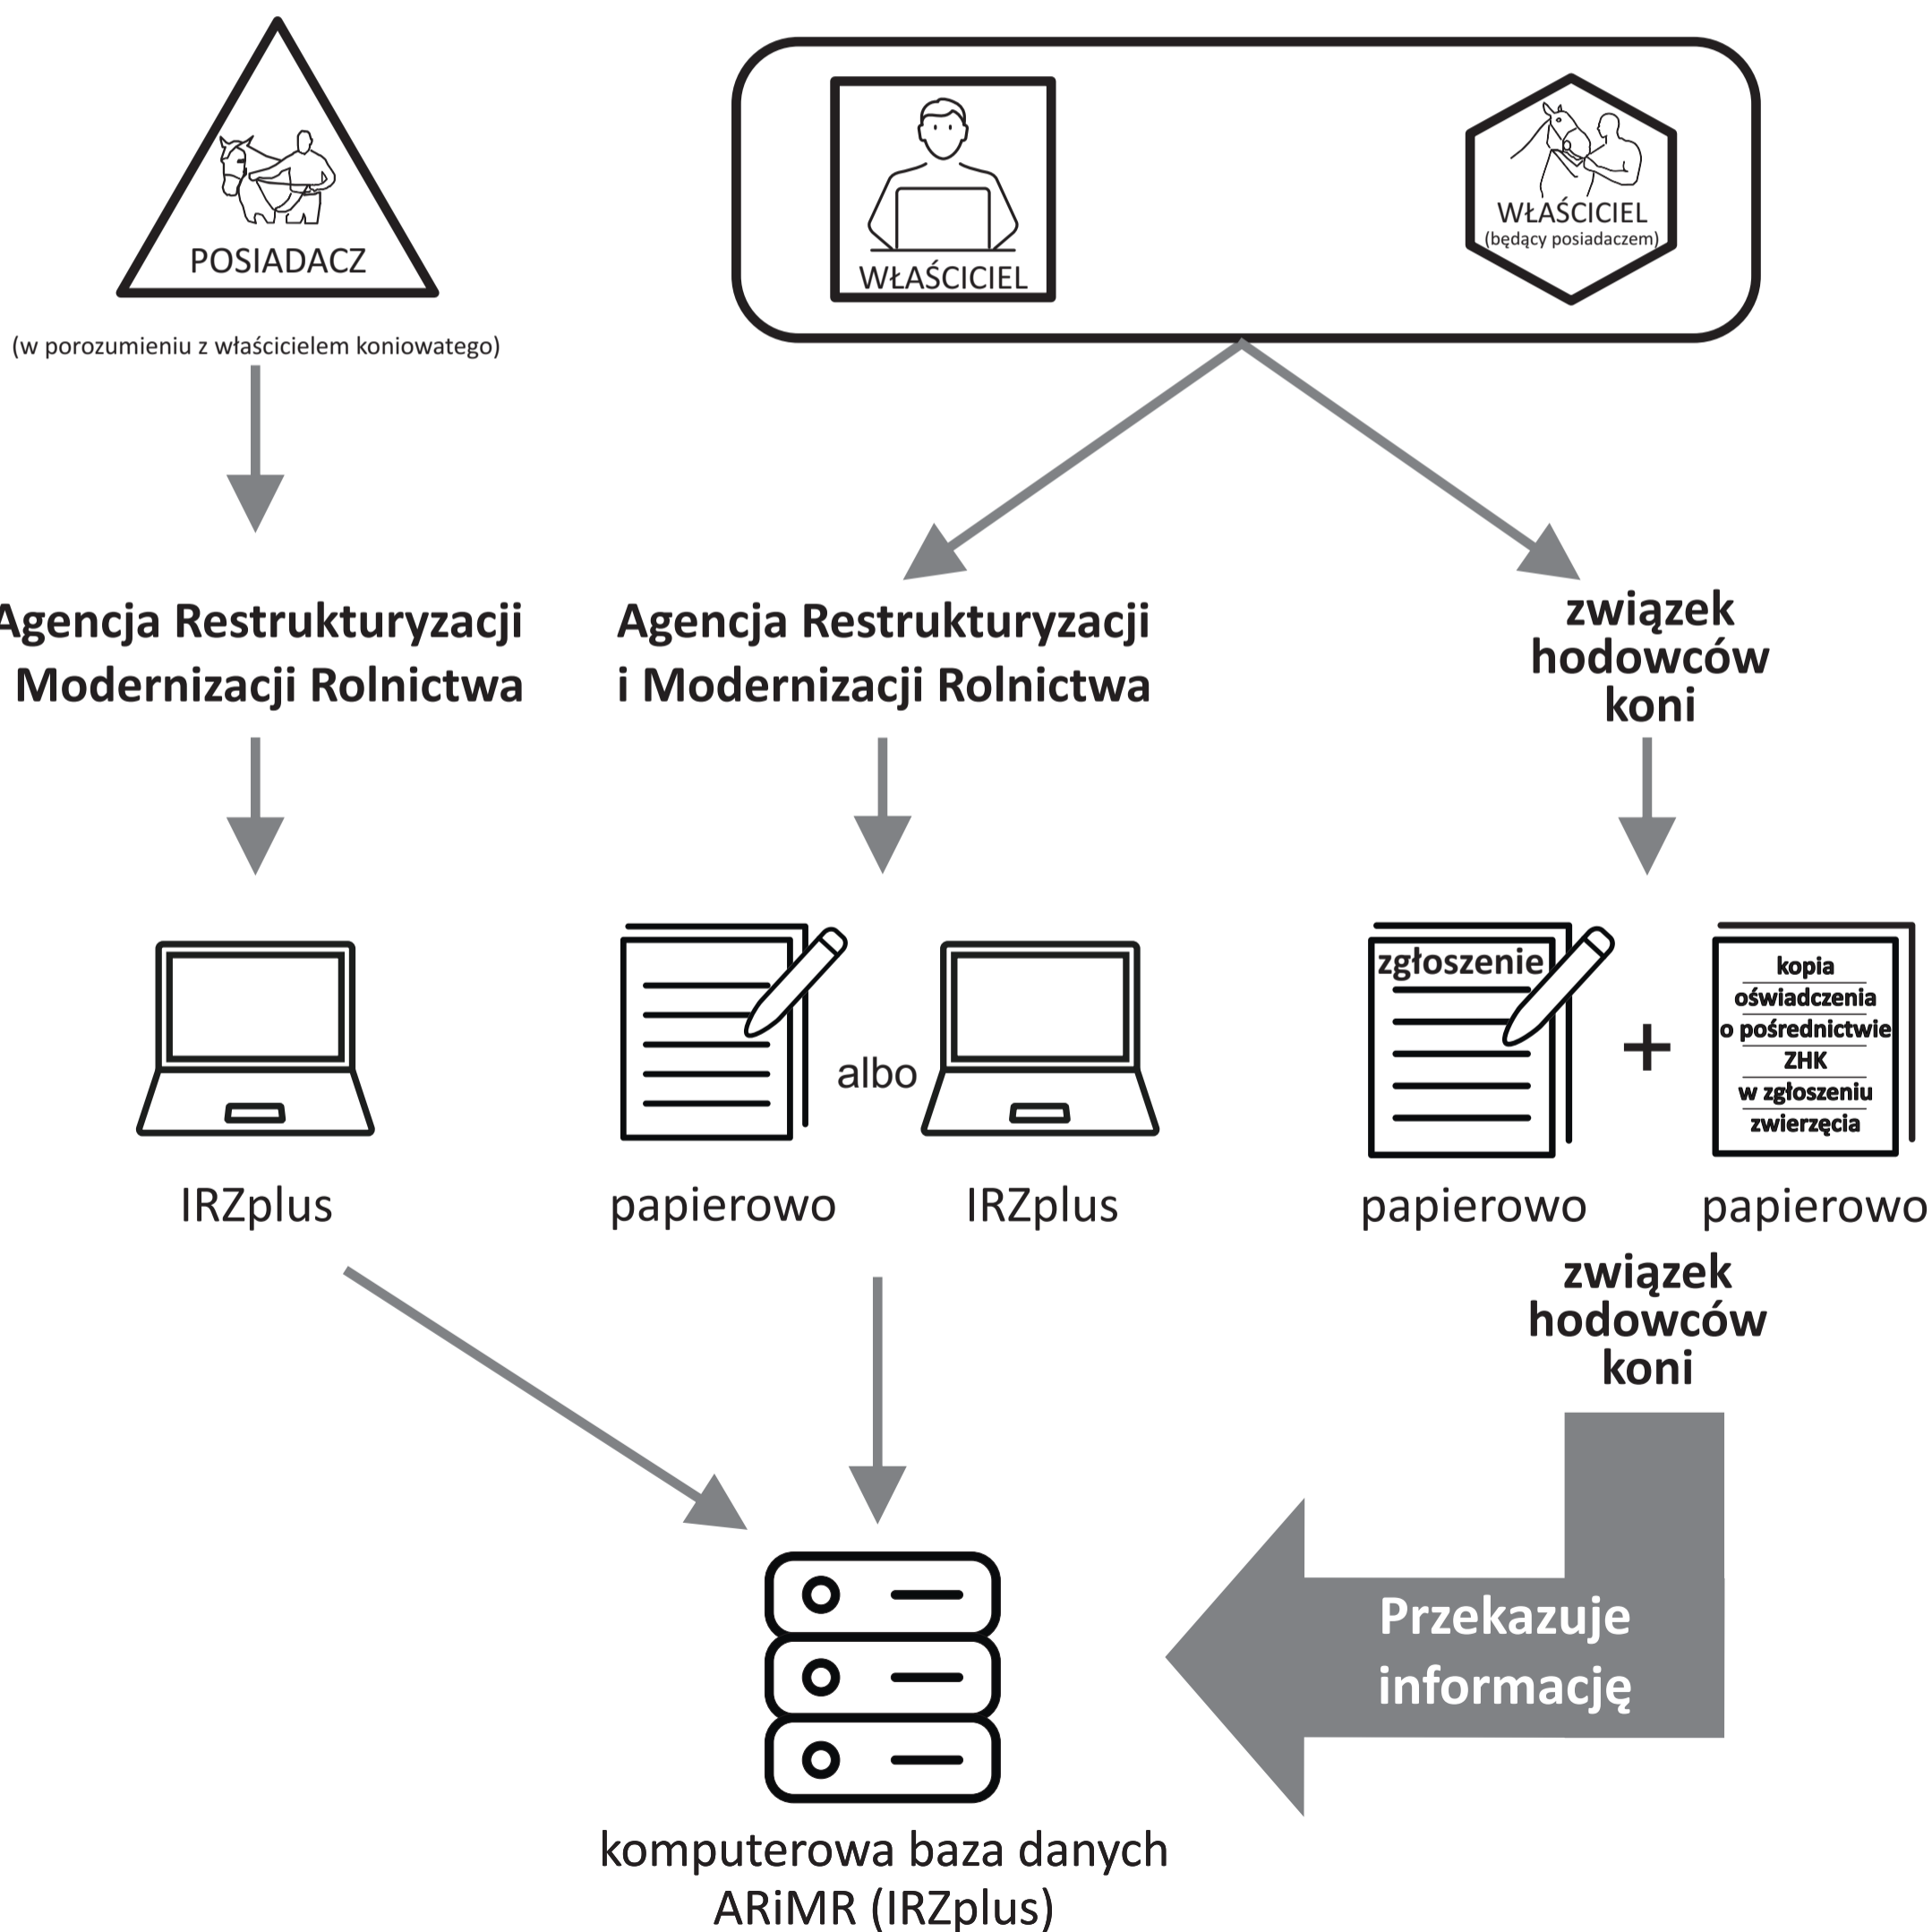 POSIADACZ
(w porozumieniu z właścicielem koniowatego)
WŁAŚCICIEL
WŁAŚCICIEL
(będący posiadaczem)
Agencja Restrukturyzacji
Modernizacji Rolnictwa
Agencja Restrukturyzacji
i Modernizacji Rolnictwa
związek
hodowców
koni
IRZplus
papierowo
albo
IRZplus
zgłoszenie
papierowo
+
kopia
oświadczenia
o pośrednictwie
ZHK
w zgłoszeniu
zwierzęcia
papierowo
związek
hodowców
koni
Przekazuje
informację
komputerowa baza danych
ARiMR (IRZplus)